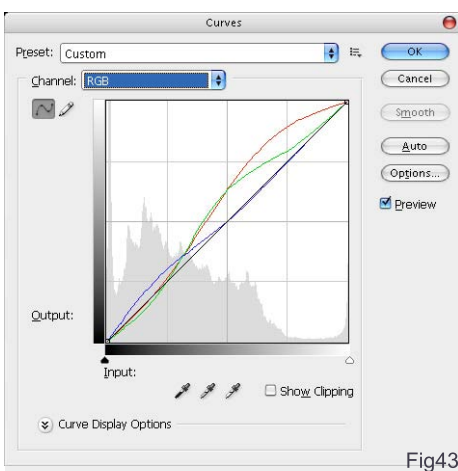 Curves
Preset: Custom
OK
Channel: RGB
Cancel
Smooth
Auto
Options...
Preview
Output:
Input:
Show Clipping
Curve Display Options
Fig43